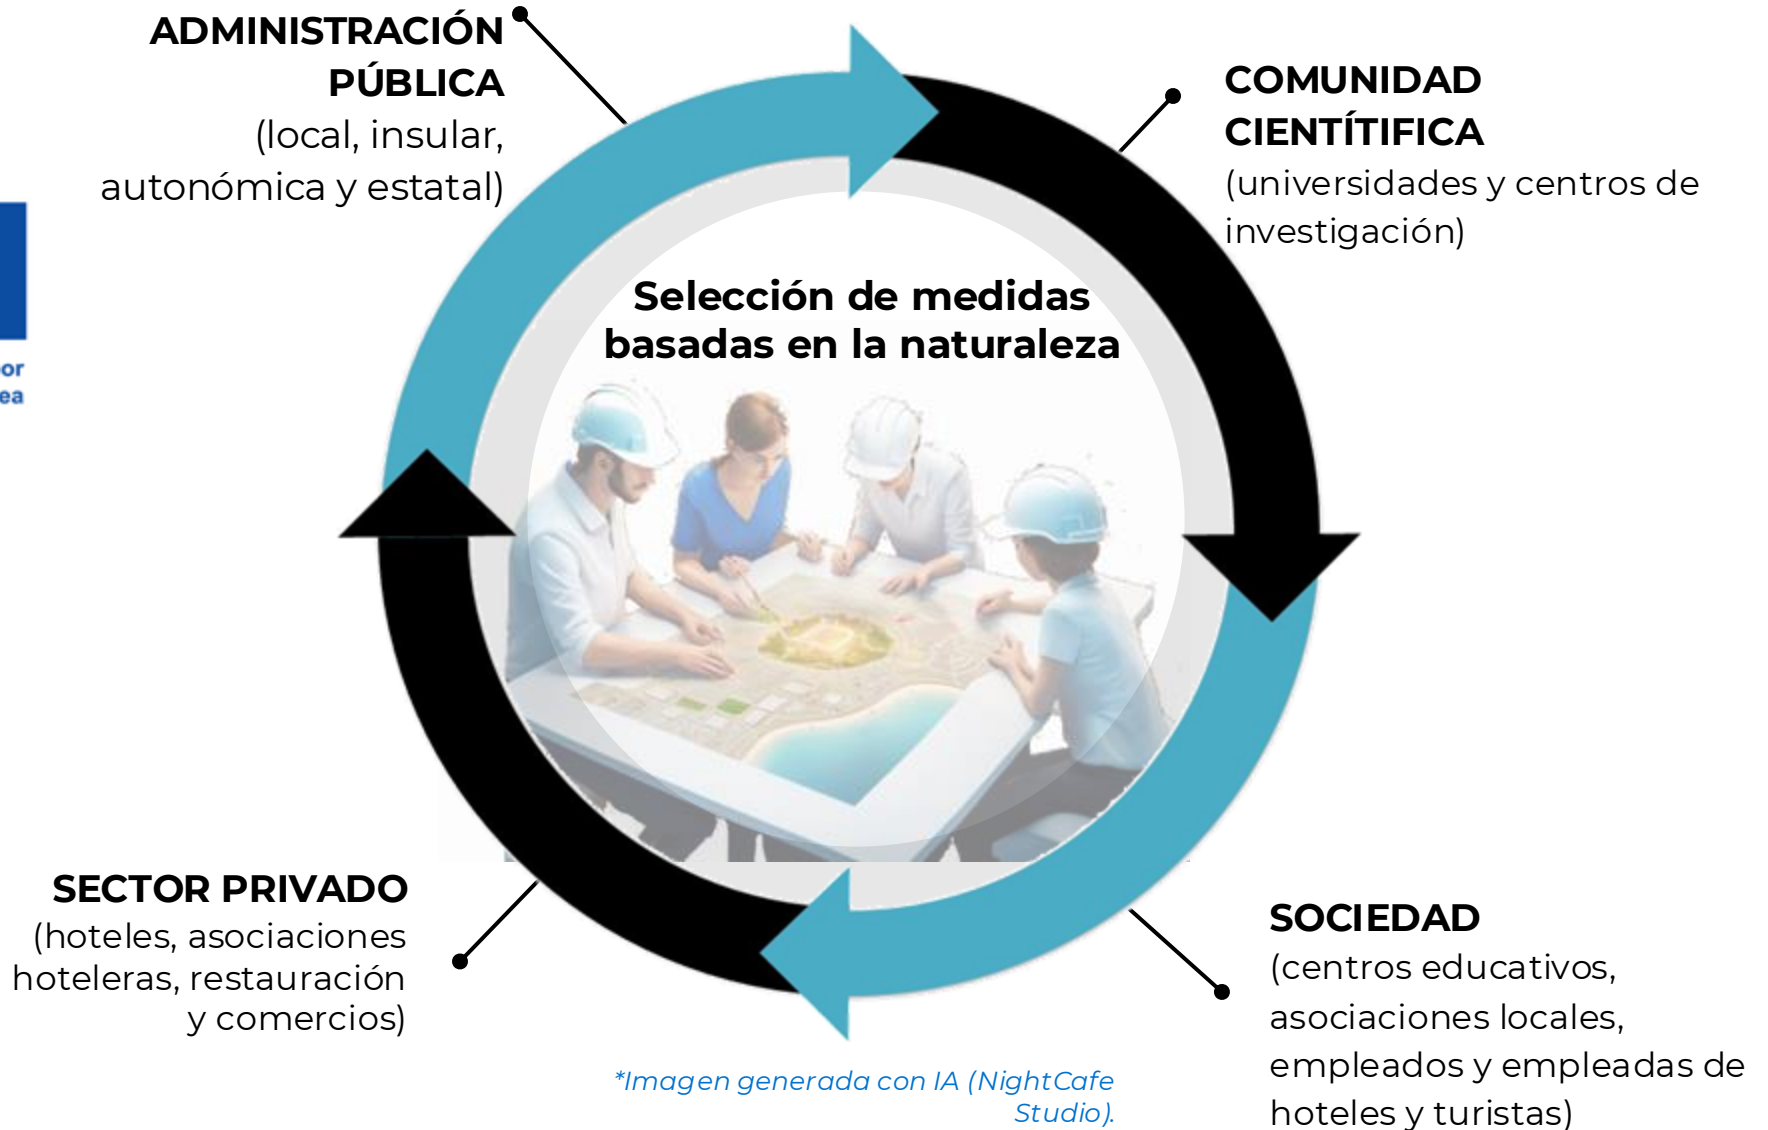 ADMINISTRACIÓN
PÚBLICA
(local, insular,
autonómica y estatal)
COMUNIDAD
CIENTÍTIFICA
(universidades y centros de
investigación)
or
ea
Selección de medidas
basadas en la naturaleza
SECTOR PRIVADO
(hoteles, asociaciones
hoteleras, restauración
y comercios)
SOCIEDAD
(centros educativos,
asociaciones locales,
empleados y empleadas de
hoteles y turistas)
*Imagen generada con IA (NightCafe
Studio).